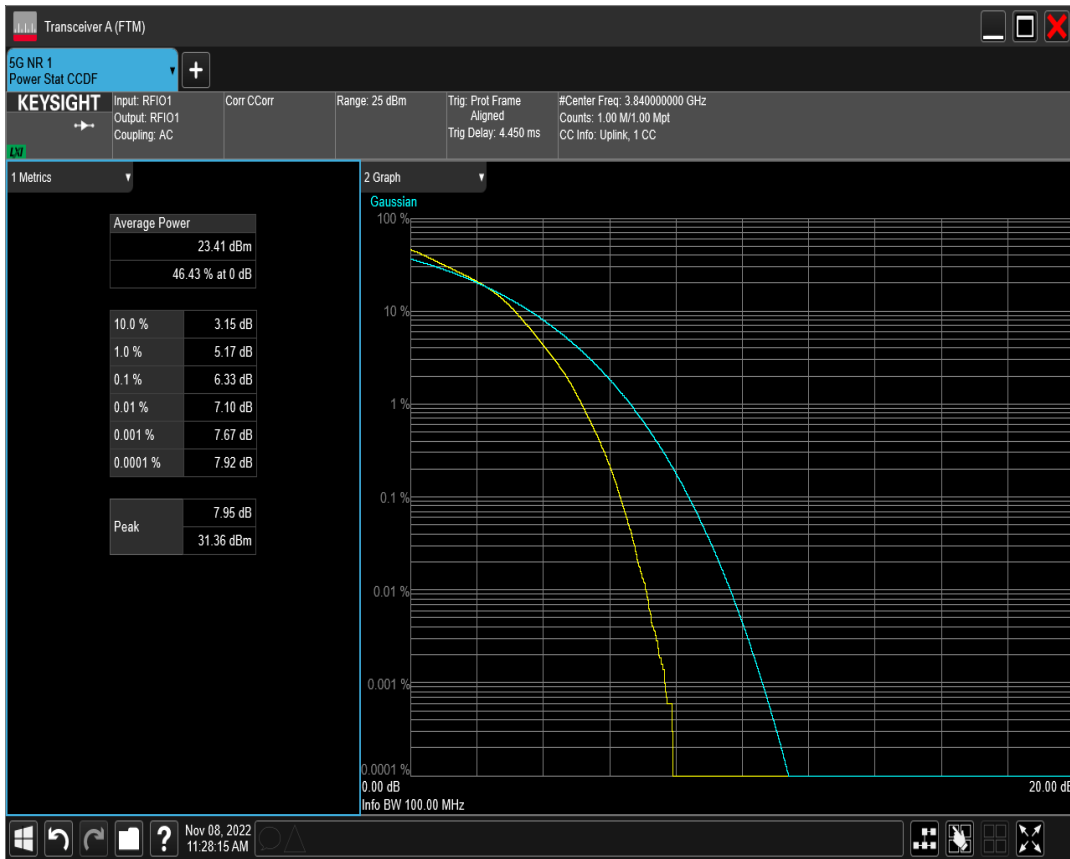 Transceiver A (FTM)
5G NR 1
Power Stat CCDF
KEYSIGHT
LXI
Input: RFIO1
Output: RFIO1
Coupling: AC
Corr CCorr
Range: 25 dBm
Trig: Prot Frame
Aligned
Trig Delay: 4.450 ms
#Center Freq: 3.840000000 GHz
Counts: 1.00 M/1.00 Mpt
CC Info: Uplink, 1 CC
1 Metrics
Average Power
23.41 dBm
46.43 % at 0 dB
10.0 % 3.15 dB
1.0 % 5.17 dB
0.1 % 6.33 dB
0.01 % 7.10 dB
0.001 % 7.67 dB
0.0001 % 7.92 dB
Peak
7.95 dB
31.36 dBm
2 Graph
Gaussian
100 %
10 %
1 %
0.1 %
0.01 %
0.001 %
0.0001 %
0.00 dB
20.00 dB
Info BW 100.00 MHz
?
Nov 08, 2022
11:28:15 AM